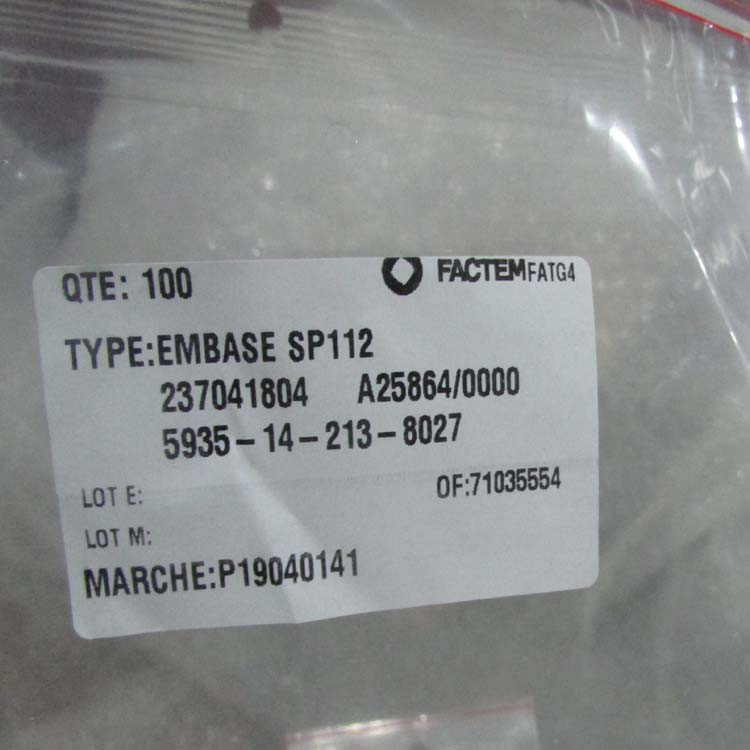 QTE: 100 FACTEM FATG4
TYPE:EMBASE SP112
237041804 A25864/0000
5935-14-213-8027
LOT E: OF:71035554
LOT M:
MARCHE:P19040141